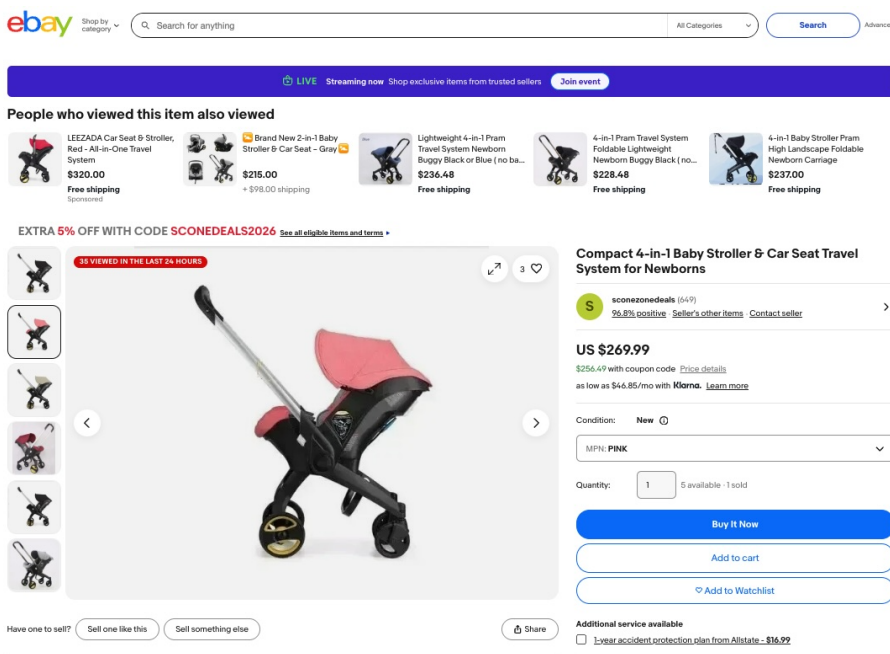 ebay
Shop by
category
Search for anything
All Categories
Search
Advance
LIVE Streaming now Shop exclusive items from trusted sellers Join event
People who viewed this item also viewed
LEEZADA Car Seat & Stroller,
Red - All-in-One Travel
System
$320.00
Free shipping
Sponsored
Brand New 2-in-1 Baby
Stroller & Car Seat – Gray
$215.00
+ $98.00 shipping
Lightweight 4-in-1 Pram
Travel System Newborn
Buggy Black or Blue ( no ba...
$236.48
Free shipping
4-in-1 Pram Travel System
Foldable Lightweight
Newborn Buggy Black ( no...
$228.48
Free shipping
4-in-1 Baby Stroller Pram
High Landscape Foldable
Newborn Carriage
$237.00
Free shipping
EXTRA 5% OFF WITH CODE SCONEDEALS2026 See all eligible items and terms
35 VIEWED IN THE LAST 24 HOURS
3
Compact 4-in-1 Baby Stroller & Car Seat Travel
System for Newborns
S
sconezonedeals (649)
96.8% positive · Seller's other items · Contact seller
US $269.99
$256.49 with coupon code Price details
as low as $46.85/mo with Klarna. Learn more
Condition: New
MPN: PINK
Quantity: 1 5 available · 1 sold
Buy It Now
Add to cart
Add to Watchlist
Have one to sell? Sell one like this Sell something else
Share
Additional service available
1-year accident protection plan from Allstate - $16.99